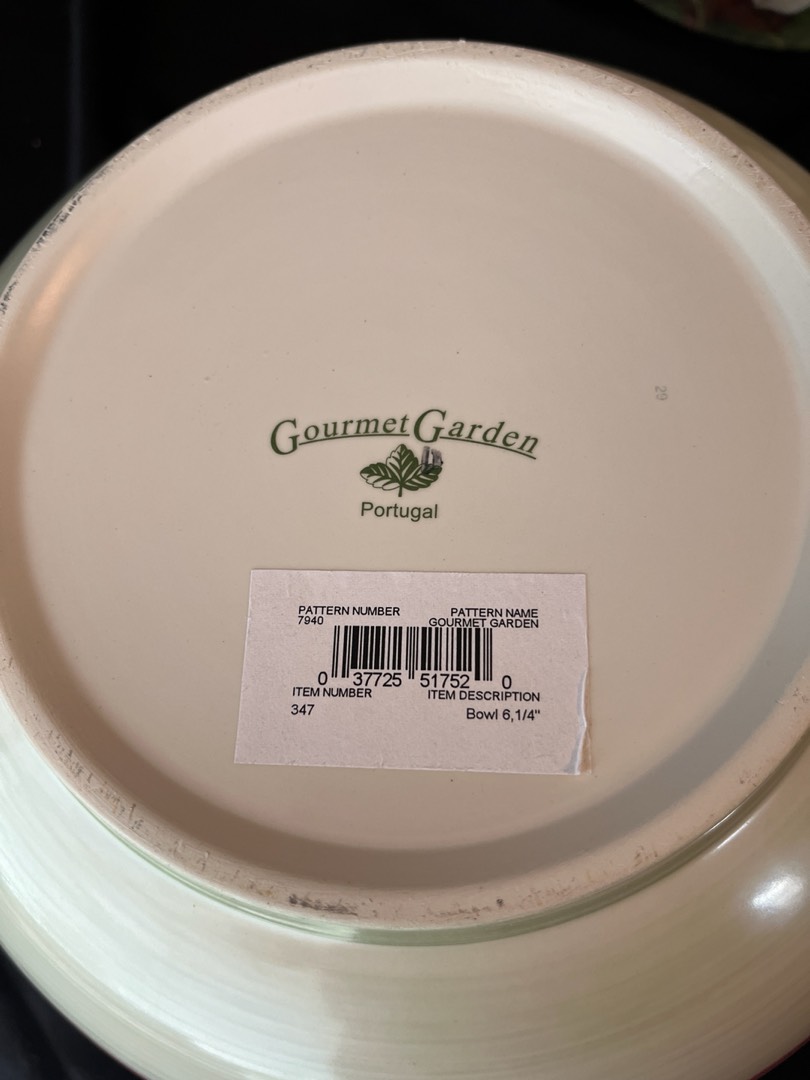 29
Gourmet Garden
Portugal
PATTERN NUMBER PATTERN NAME
7940 GOURMET GARDEN
0 37725 51752 0
ITEM NUMBER ITEM DESCRIPTION
347 Bowl 6,1/4"